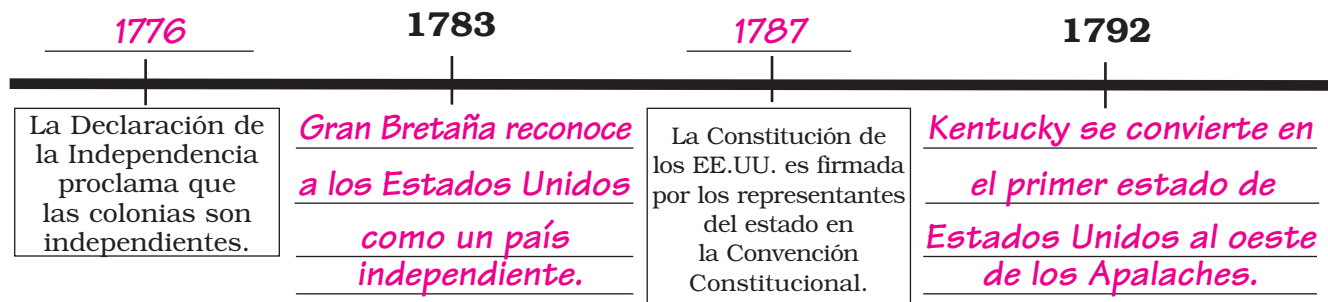 1776
La Declaración de
la Independencia
proclama que
las colonias son
independientes.
1783
Gran Bretaña reconoce
a los Estados Unidos
como un país
independiente.
1787
La Constitución de
los EE.UU. es firmada
por los representantes
del estado en
la Convención
Constitucional.
1792
Kentucky se convierte en
el primer estado de
Estados Unidos al oeste
de los Apalaches.